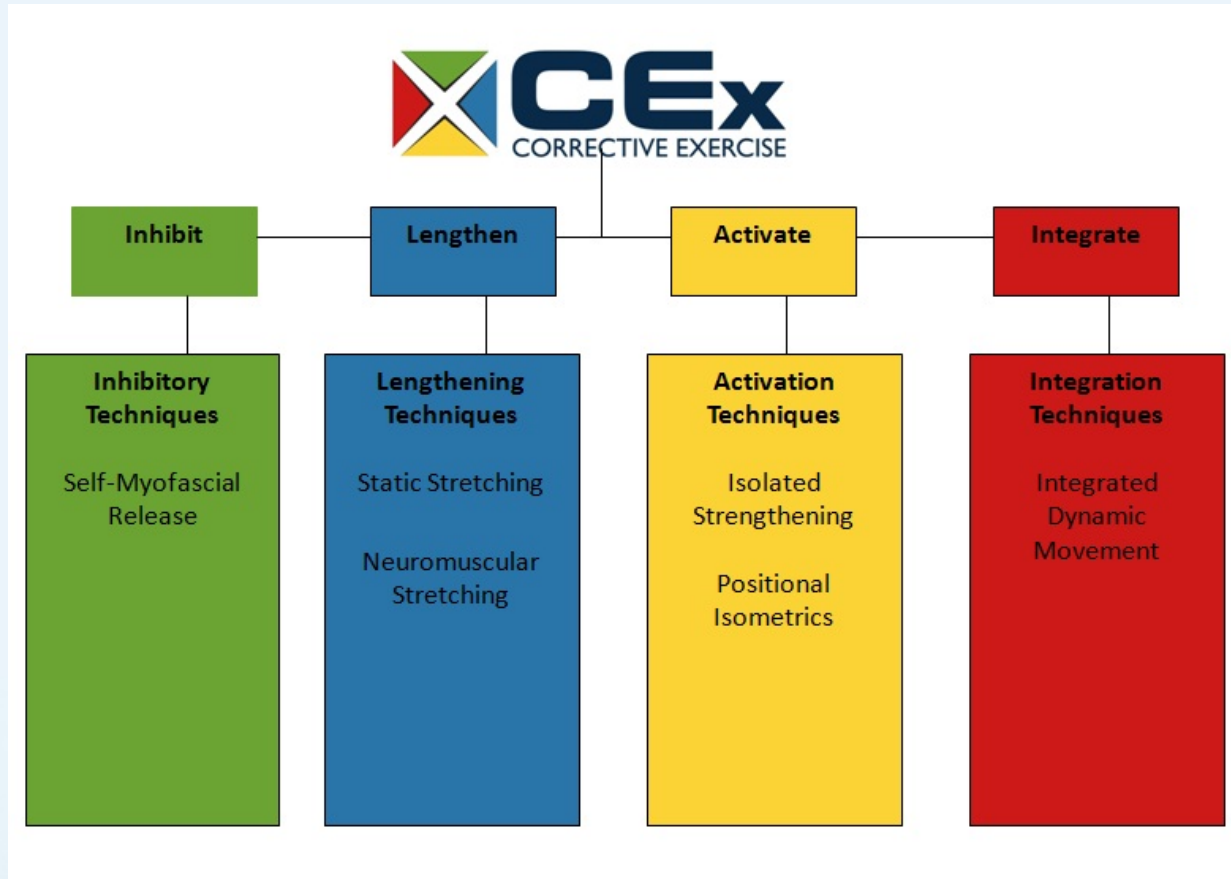 CEx
CORRECTIVE EXERCISE
Inhibit
Lengthen
Activate
Integrate
Inhibitory
Techniques
Self-Myofascial
Release
Lengthening
Techniques
Static Stretching
Neuromuscular
Stretching
Activation
Techniques
Isolated
Strengthening
Positional
Isometrics
Integration
Techniques
Integrated
Dynamic
Movement